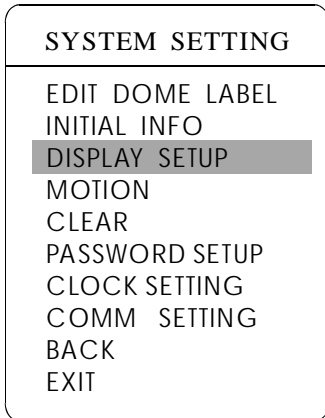 SYSTEM SETTING
EDIT DOME LABEL
INITIAL INFO
DISPLAY SETUP
MOTION
CLEAR
PASSWORD SETUP
CLOCK SETTING
COMM SETTING
BACK
EXIT